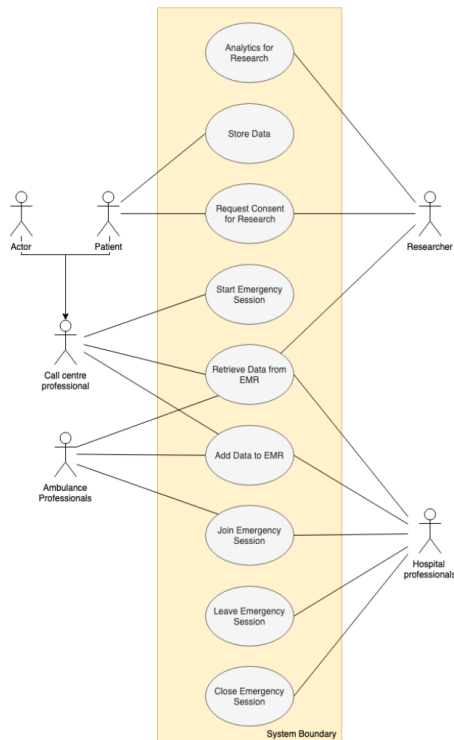 Analytics for
Research
Store Data
Actor
Patient
Request Consent
for Research
Researcher
Start Emergency
Session
Call centre
professional
Retrieve Data from
EMR
Ambulance
Professionals
Add Data to EMR
Join Emergency
Session
Hospital
professionals
Leave Emergency
Session
Close Emergency
Session
System Boundary